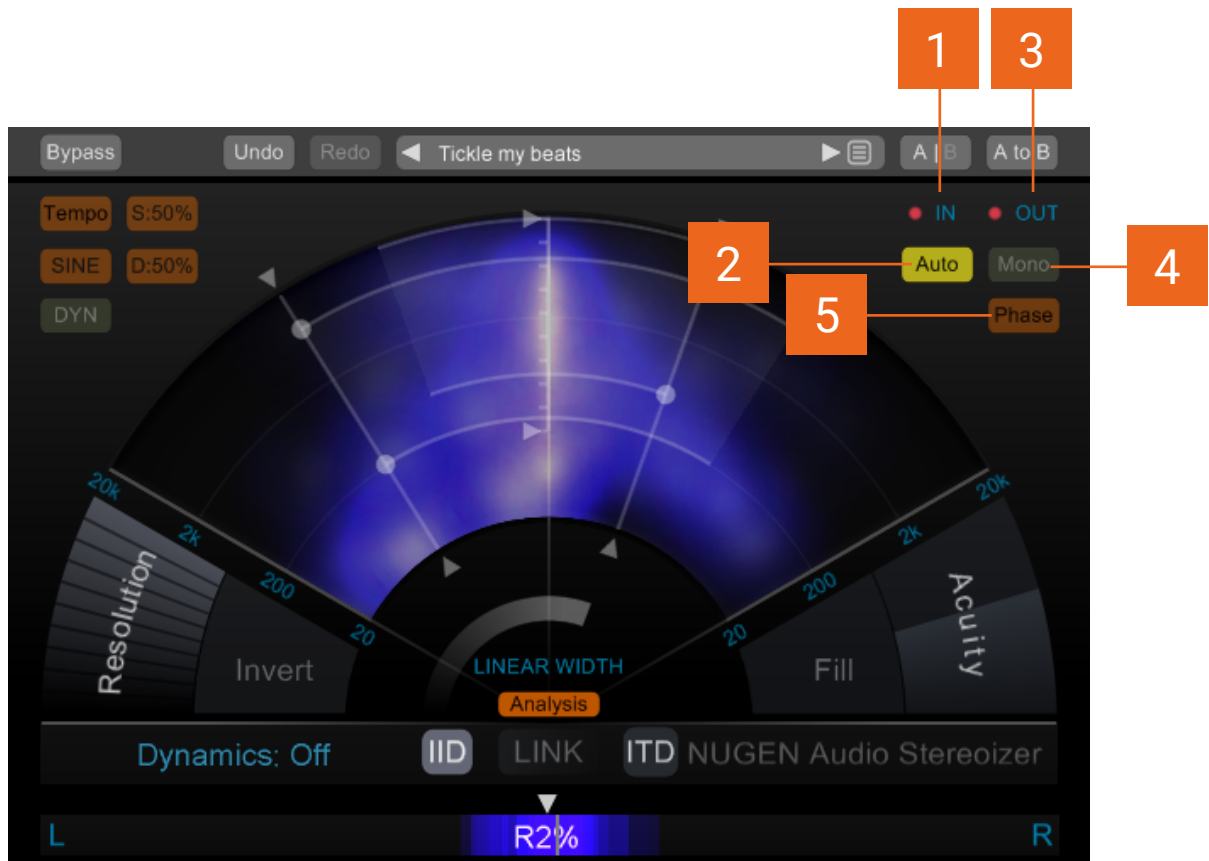 1 3
Bypass Undo Redo Tickle my beats A | B A to B
Tempo S:50% IN OUT
SINE D:50% 2 Auto Mono 4
DYN 5 Phase
20k 20k
2k 2k
200 200
20 20
Resolution Invert LINEAR WIDTH Fill Acuity
Analysis
Dynamics: Off IID LINK ITD NUGEN Audio Stereoizer
L R2% R